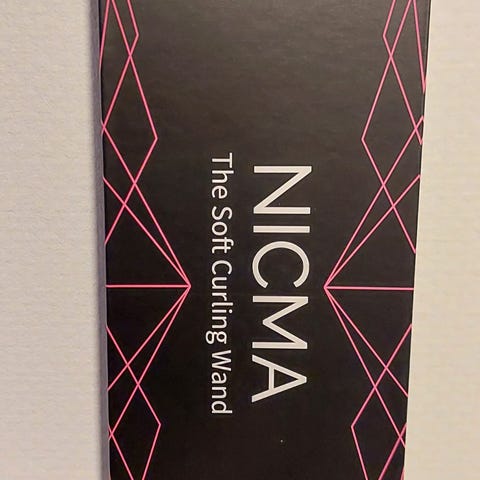 NICMA
The Soft Curling Wand